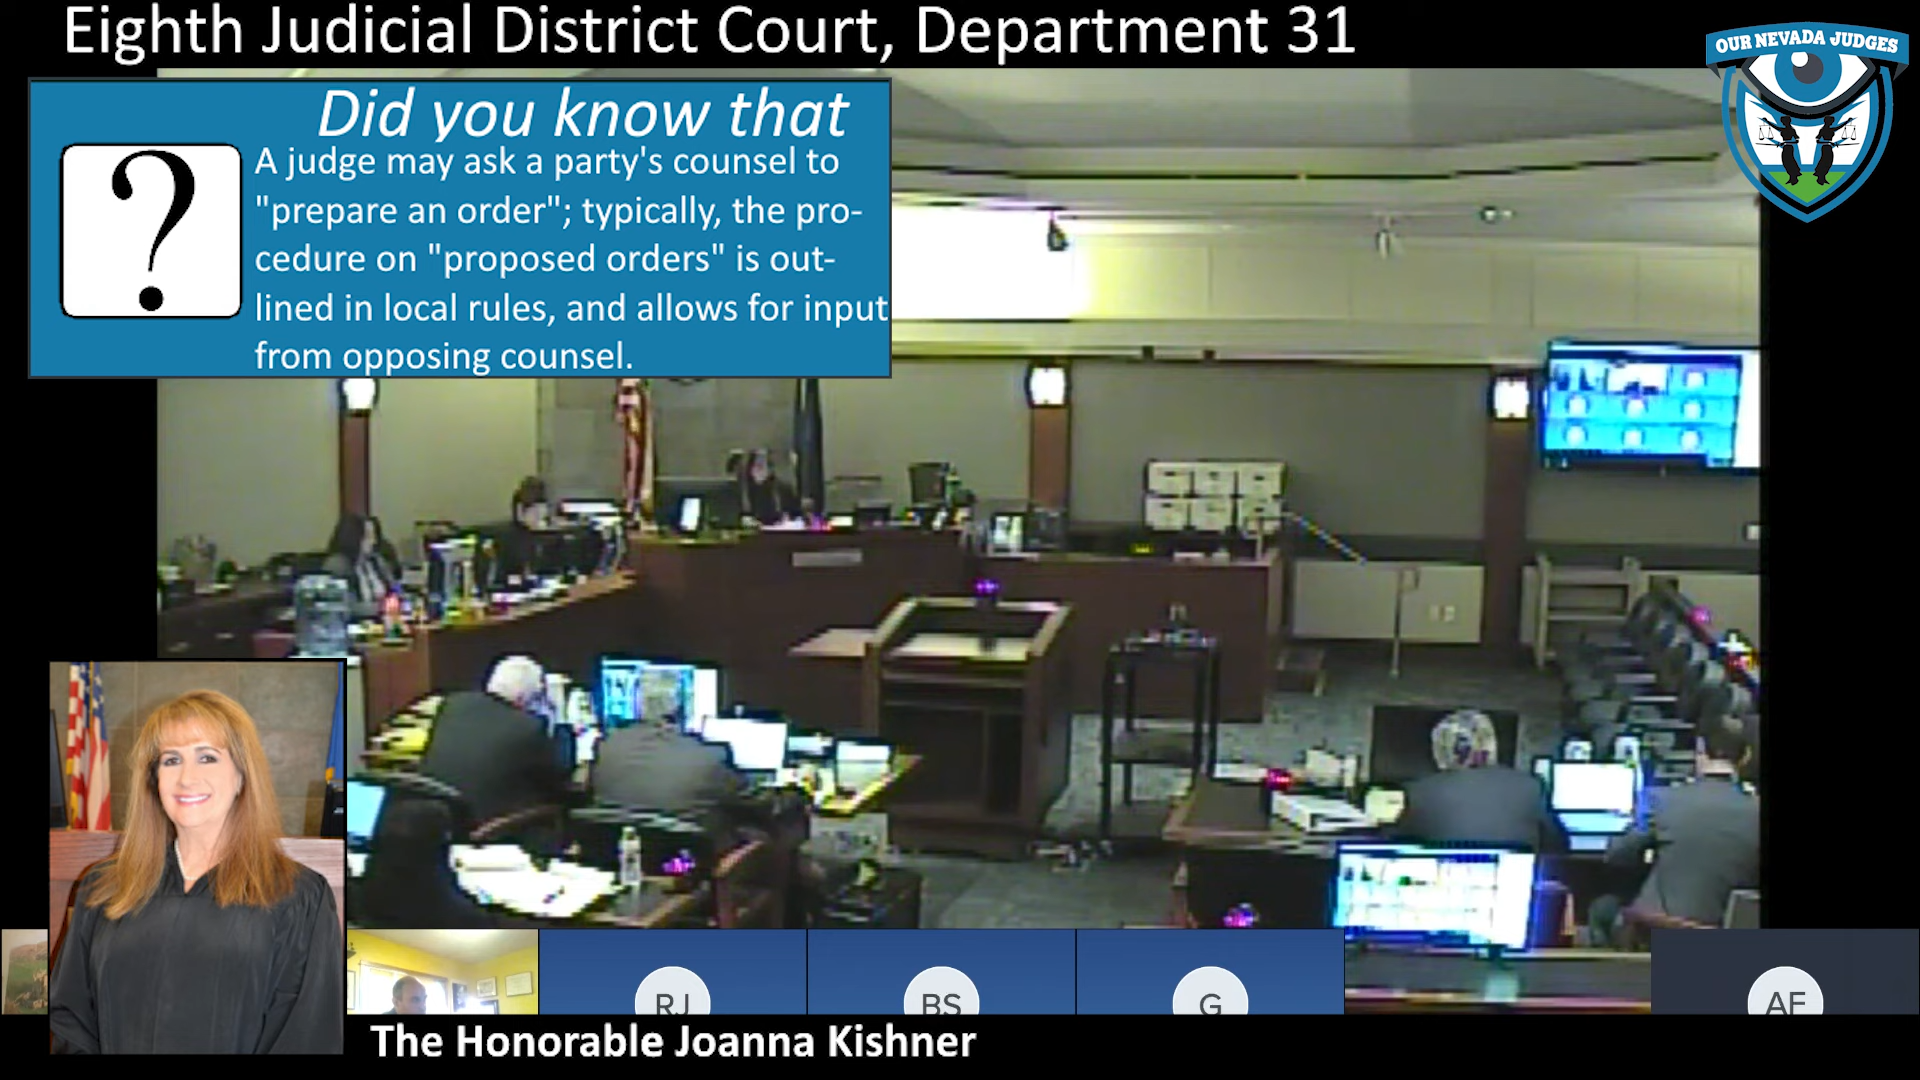 Eighth Judicial District Court, Department 31
OUR NEVADA JUDGES
Did you know that
?
A judge may ask a party's counsel to
"prepare an order"; typically, the pro-
cedure on "proposed orders" is out-
lined in local rules, and allows for input
from opposing counsel.
RJ
BS
G
AF
The Honorable Joanna Kishner